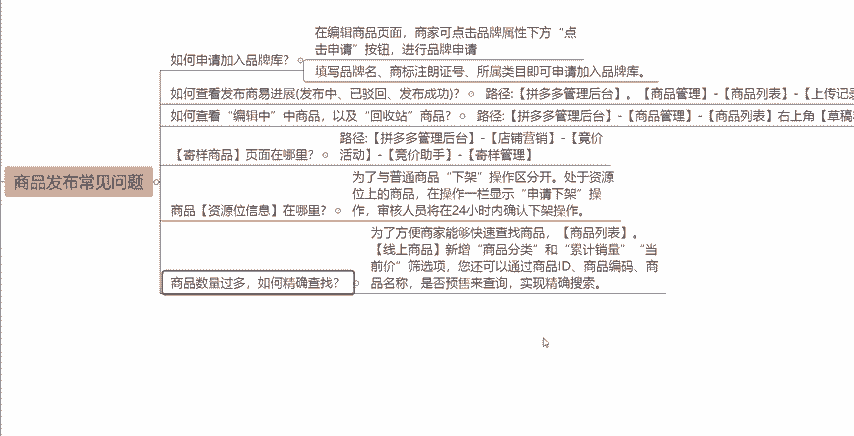 在编辑商品页面，商家可点击品牌属性下方“点
击申请”按钮，进行品牌申请
如何申请加入品牌库？
填写品牌名、商标注朗证号、所属类目即可申请加入品牌库。
如何查看发布商易进展(发布中、已驳回、发布成功)？
路径:【拼多多管理后台】。【商品管理】-【商品列表】-【上传记录
如何查看“编辑中”中商品，以及“回收站”商品？
路径:【拼多多管理后台】-【商品管理】-【商品列表】右上角【草稿
路径:【拼多多管理后台】-【店铺营销】-【竟价
活动】-【竟价助手】-【寄样管理】
【寄样商品】页面在哪里？
商品发布常见问题
为了与普通商品“下架”操作区分开。处于资源
位上的商品，在操作一栏显示“申请下架”操
作，审核人员将在24小时内确认下架操作。
商品【资源位信息】在哪里？
为了方便商家能够快速查找商品，【商品列表】。
【线上商品】新增“商品分类”和“累计销量”“当
前价”筛选项，您还可以通过商品ID、商品编码、商
品名称，是否预售来查询，实现精确搜索。
商品数量过多，如何精确查找？